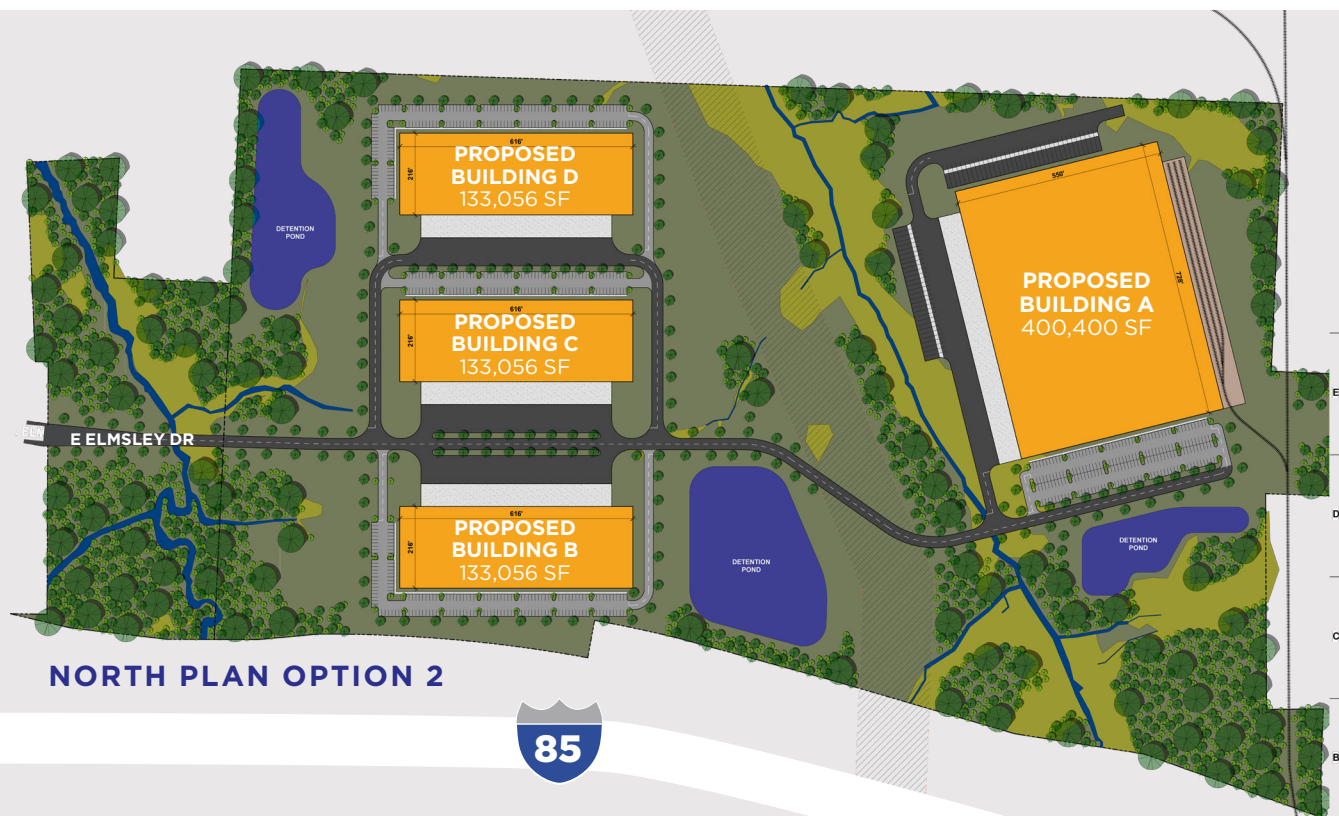 616'
216'
PROPOSED
BUILDING D
133,056 SF
DETENTION
POND
550'
728'
PROPOSED
BUILDING A
400,400 SF
616'
216'
PROPOSED
BUILDING C
133,056 SF
E
E ELMSLEY DR
616'
216'
PROPOSED
BUILDING B
133,056 SF
D
DETENTION
POND
DETENTION
POND
C
NORTH PLAN OPTION 2
85
B